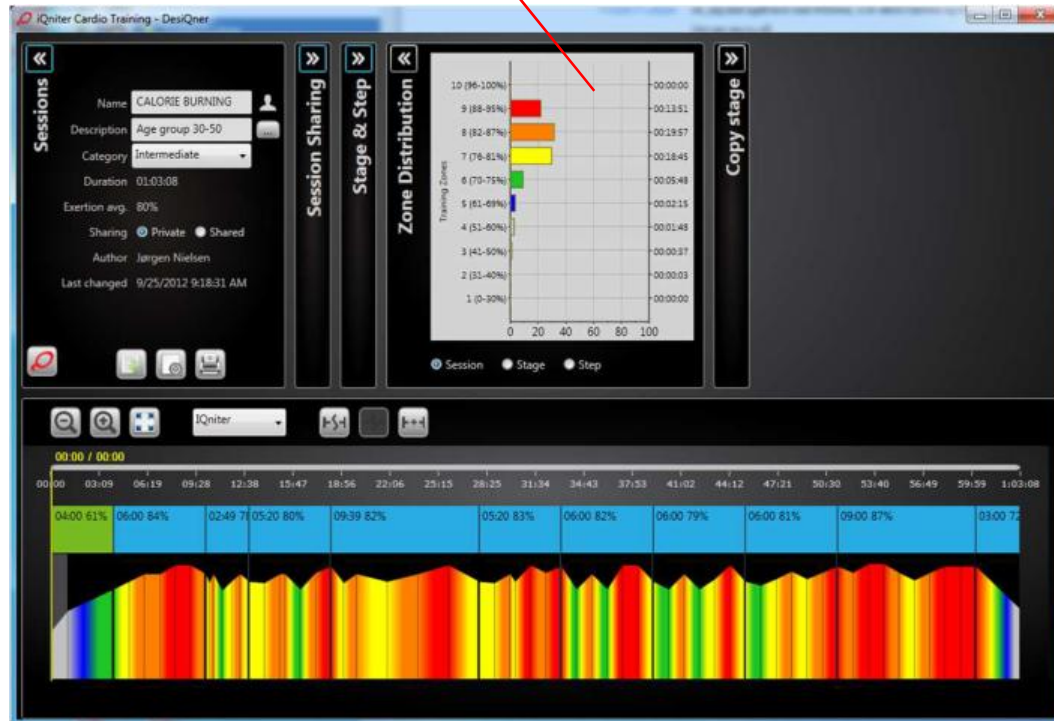 iQniter Cardio Training - DesiQner
Sessions
Name CALORIE BURNING
Description Age group 30-50 ...
Category Intermediate
Duration 01:03:08
Exertion avg. 80%
Sharing Private Shared
Author Jørgen Nielsen
Last changed 9/25/2012 9:18:31 AM
Session Sharing
Stage & Step
Zone Distribution
Training Zones
10 (96-100%) 00:00:00
9 (88-95%) 00:13:51
8 (82-87%) 00:19:57
7 (76-81%) 00:18:45
6 (70-75%) 00:05:48
5 (61-69%) 00:02:15
4 (51-60%) 00:01:48
3 (41-50%) 00:00:37
2 (31-40%) 00:00:03
1 (0-30%) 00:00:00
0 20 40 60 80 100
Session Stage Step
Copy stage
IQniter
00:00 / 00:00
00:00 03:09 06:19 09:28 12:38 15:47 18:56 22:06 25:15 28:25 31:34 34:43 37:53 41:02 44:12 47:21 50:30 53:40 56:49 59:59 1:03:08
04:00 61% 06:00 84% 02:49 05:20 80% 09:39 82% 05:20 83% 06:00 82% 06:00 79% 06:00 81% 09:00 87% 03:00 72